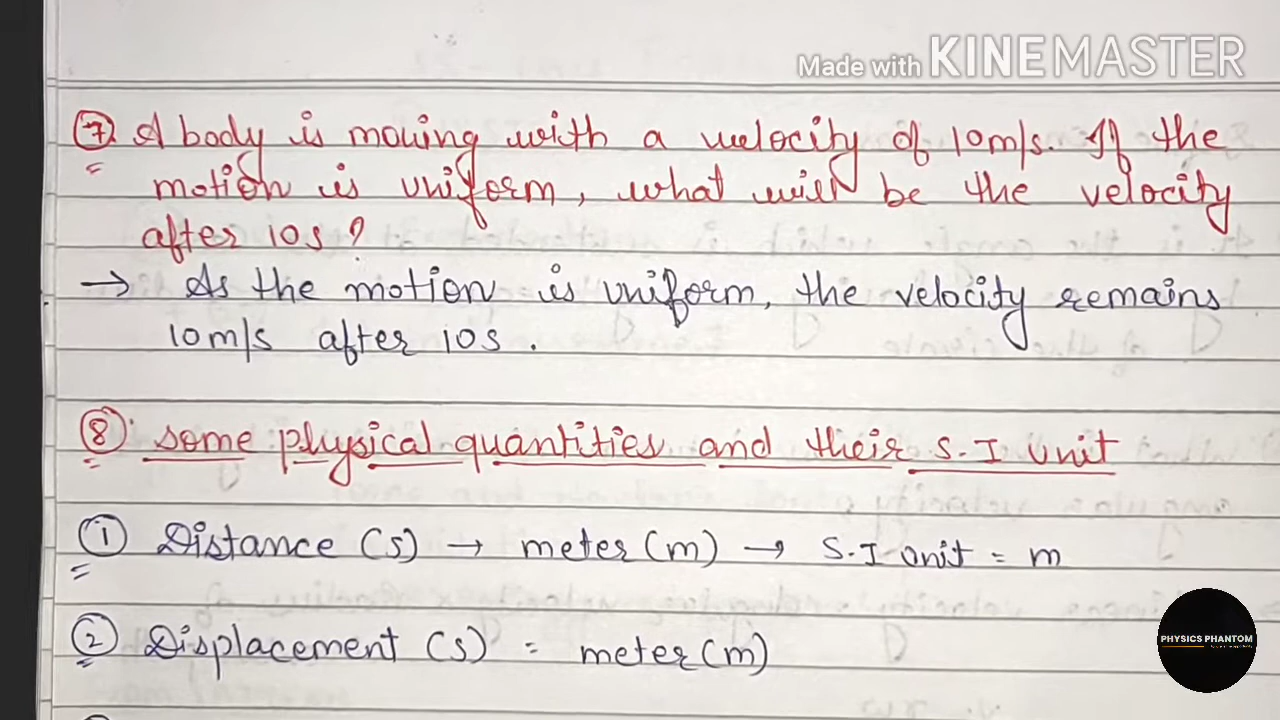 Made with KINEMASTER
⑦ A body is moving with a velocity of 10m/s. If the
motion is uniform, what will be the velocity
after 10s?
→ As the motion is uniform, the velocity remains
10m/s after 10s.
⑧ Some physical quantities and their S.I unit
① Distance (s) → meter (m) → S.I unit = m
② Displacement (s) = meter (m)
PHYSICS PHANTOM